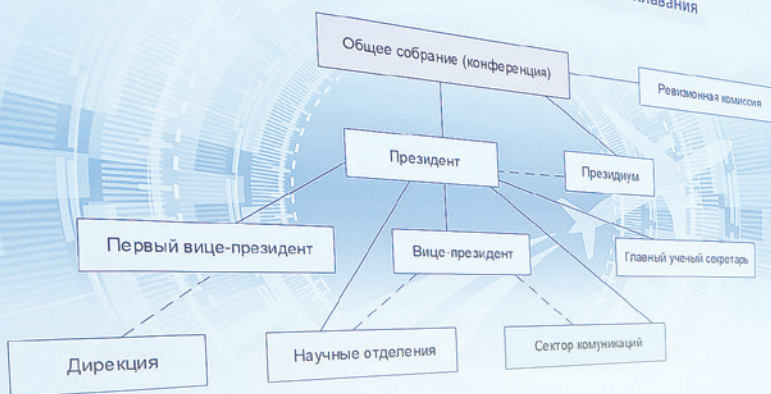 Общее собрание (конференция)
Ревизионная комиссия
Президент
Президиум
Первый вице-президент
Вице-президент
Главный ученый секретарь
Дирекция
Научные отделения
Сектор комуникаций